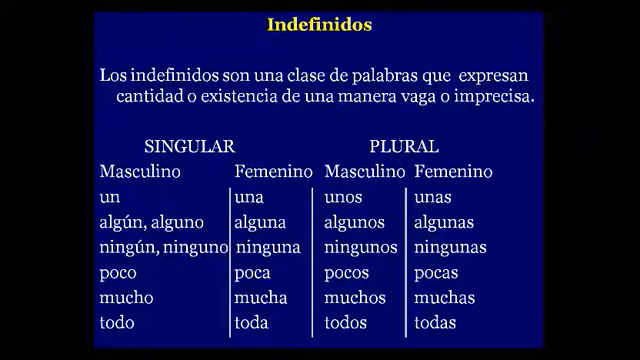 Indefinidos
Los indefinidos son una clase de palabras que expresan
cantidad o existencia de una manera vaga o imprecisa.
SINGULAR PLURAL
Masculino Femenino Masculino Femenino
un una unos unas
algún, alguno alguna algunos algunas
ningún, ninguno ninguna ningunos ningunas
poco poca pocos pocas
mucho mucha muchos muchas
todo toda todos todas